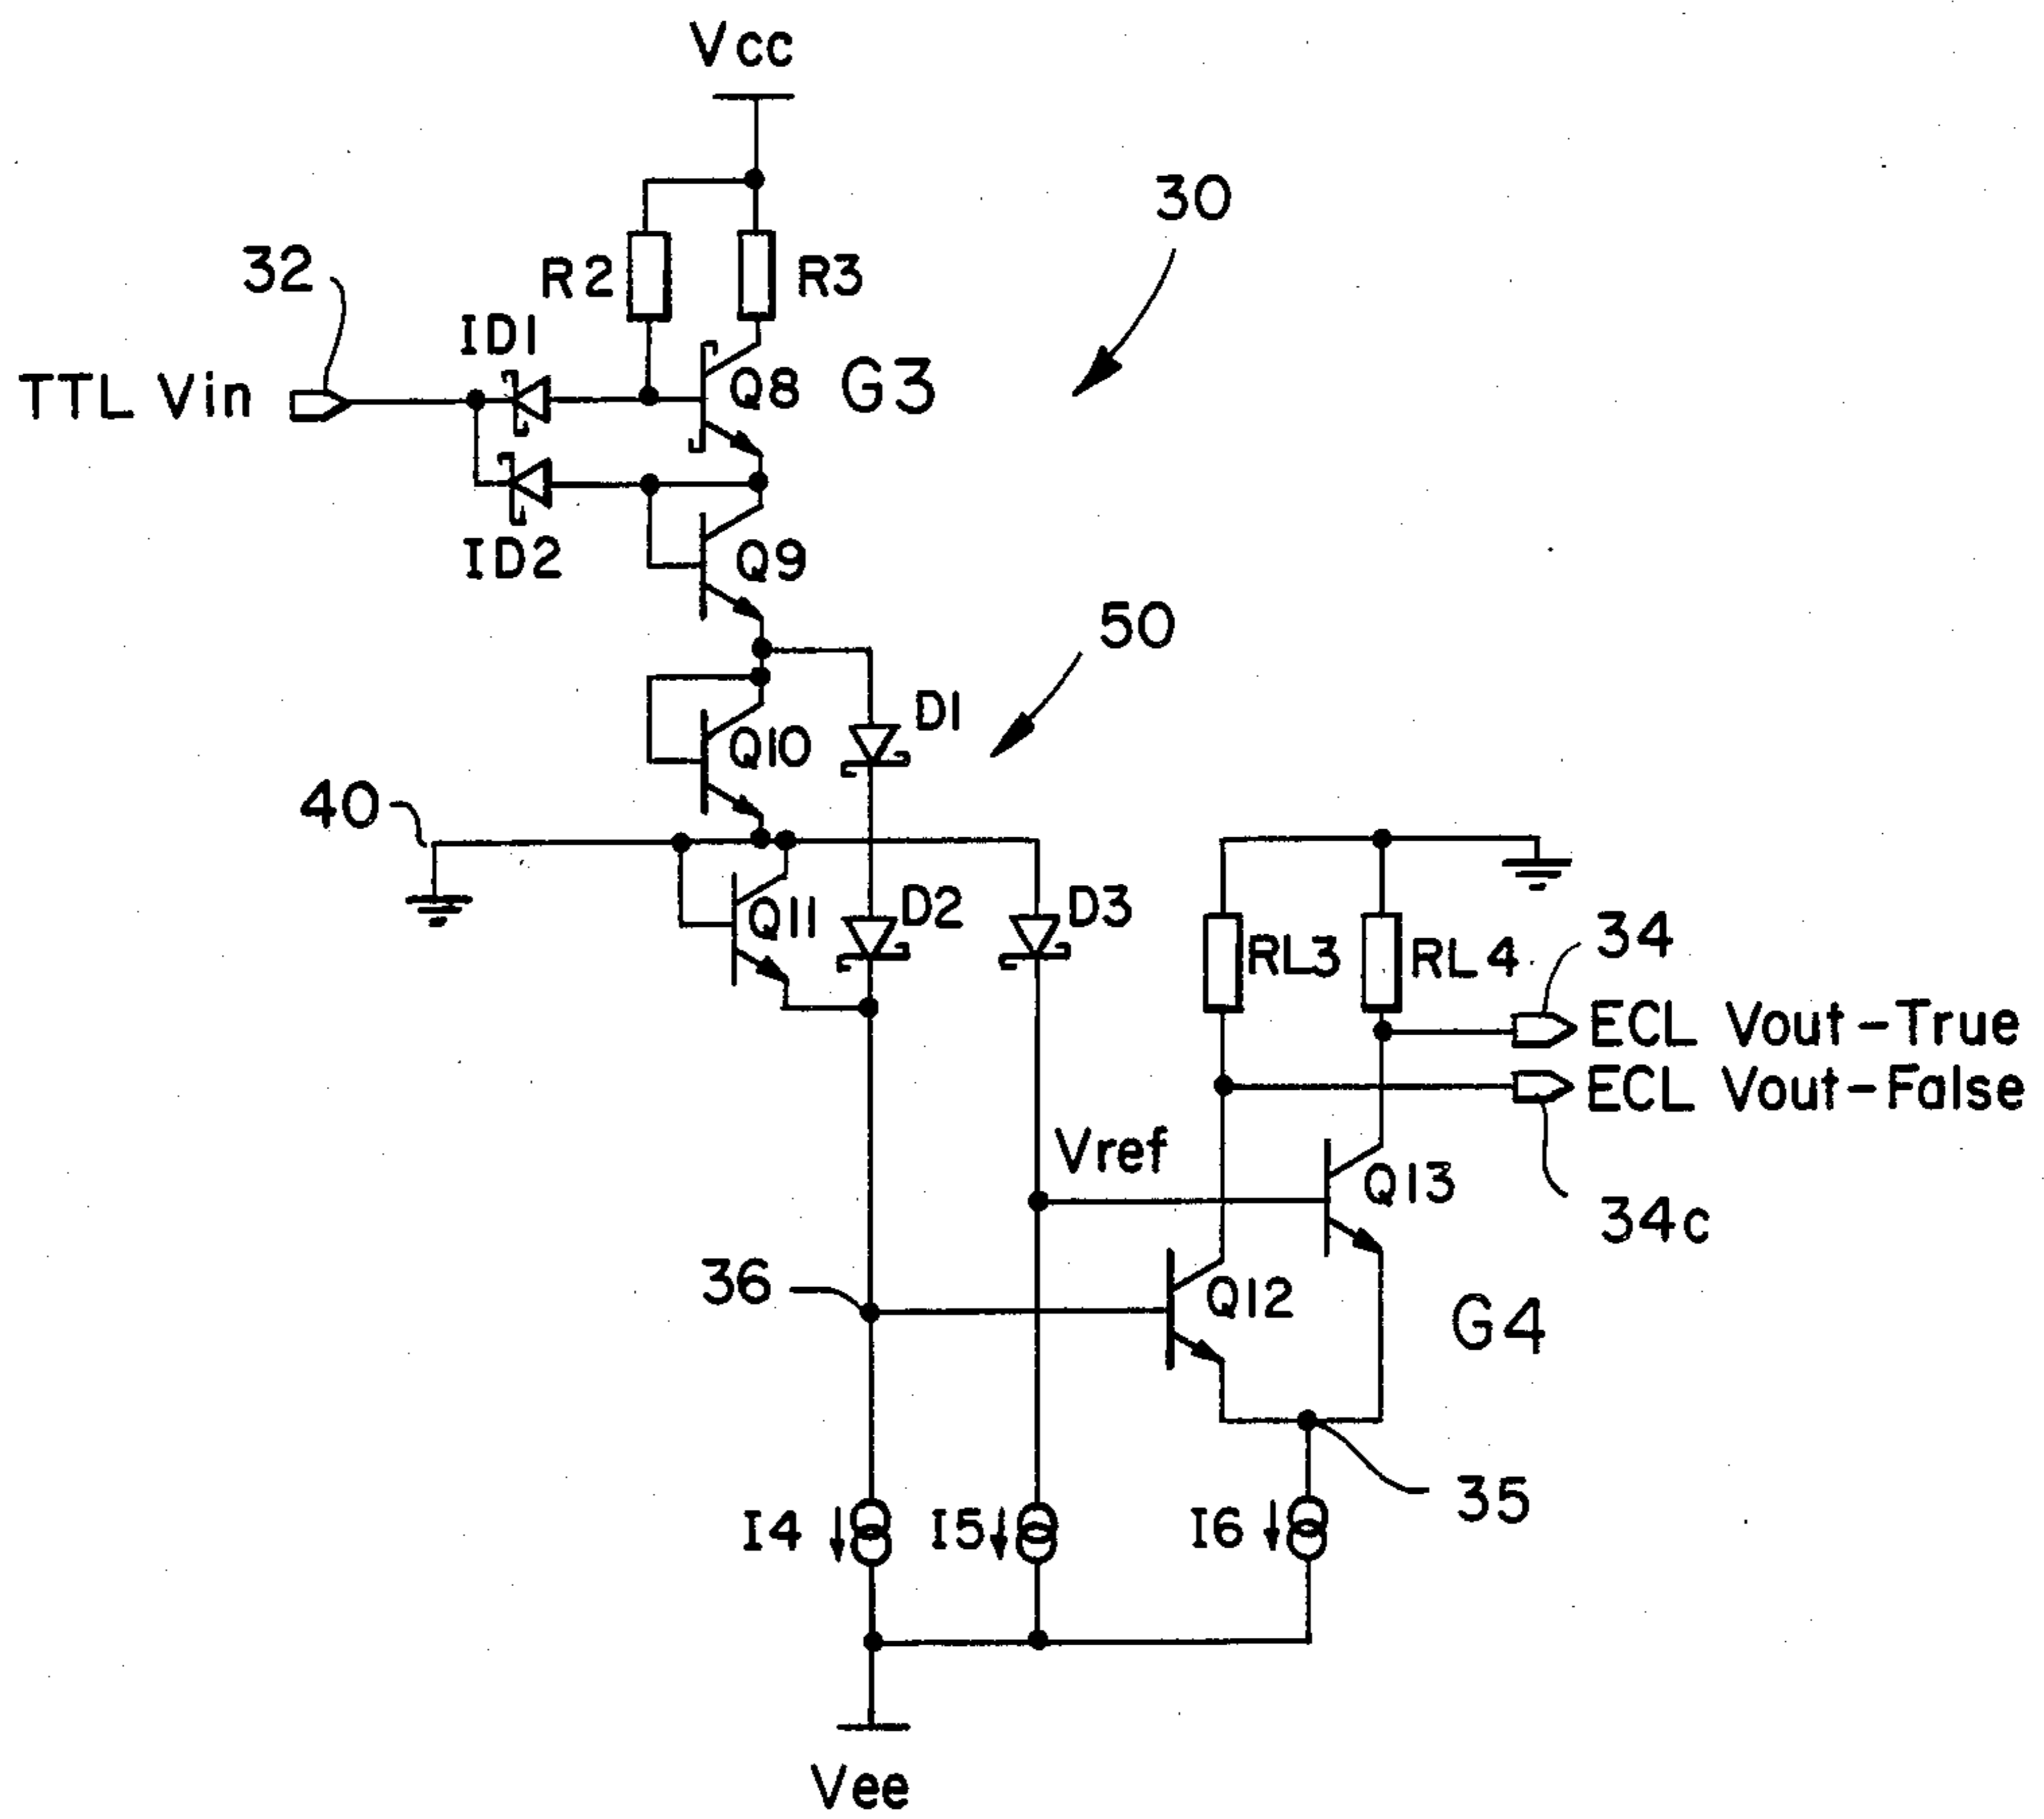 Vcc
30
32
R2
R3
ID1
TTL Vin
Q8
G3
ID2
Q9
50
D1
Q10
40
Q11
D2
D3
RL3
RL4
34
ECL Vout-True
ECL Vout-False
Vref
Q13
34c
36
Q12
G4
35
I4
I5
I6
Vee